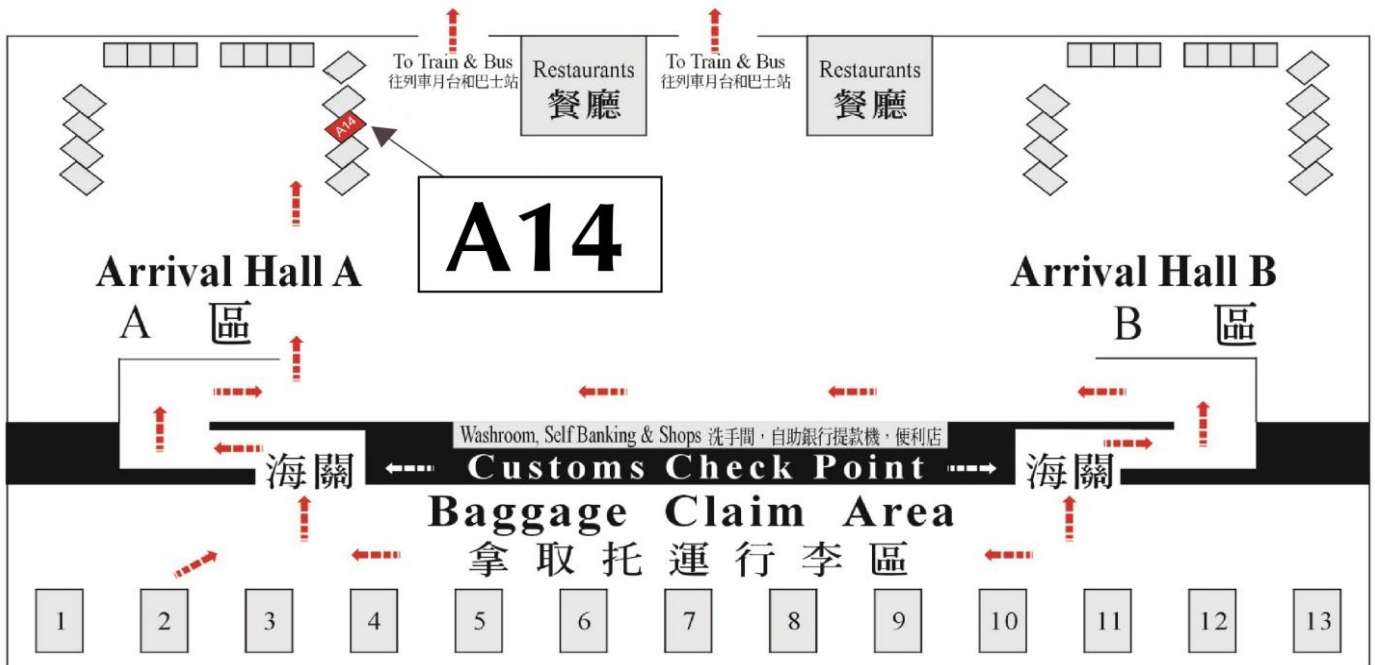 To Train & Bus
往列車月台和巴士站
Restaurants
餐廳
To Train & Bus
往列車月台和巴士站
Restaurants
餐廳
A14
A14
Arrival Hall A
A 區
Arrival Hall B
B 區
Washroom, Self Banking & Shops 洗手間，自助銀行提款機，便利店
海關
Customs Check Point
海關
Baggage Claim Area
拿取托運行李區
1 2 3 4 5 6 7 8 9 10 11 12 13